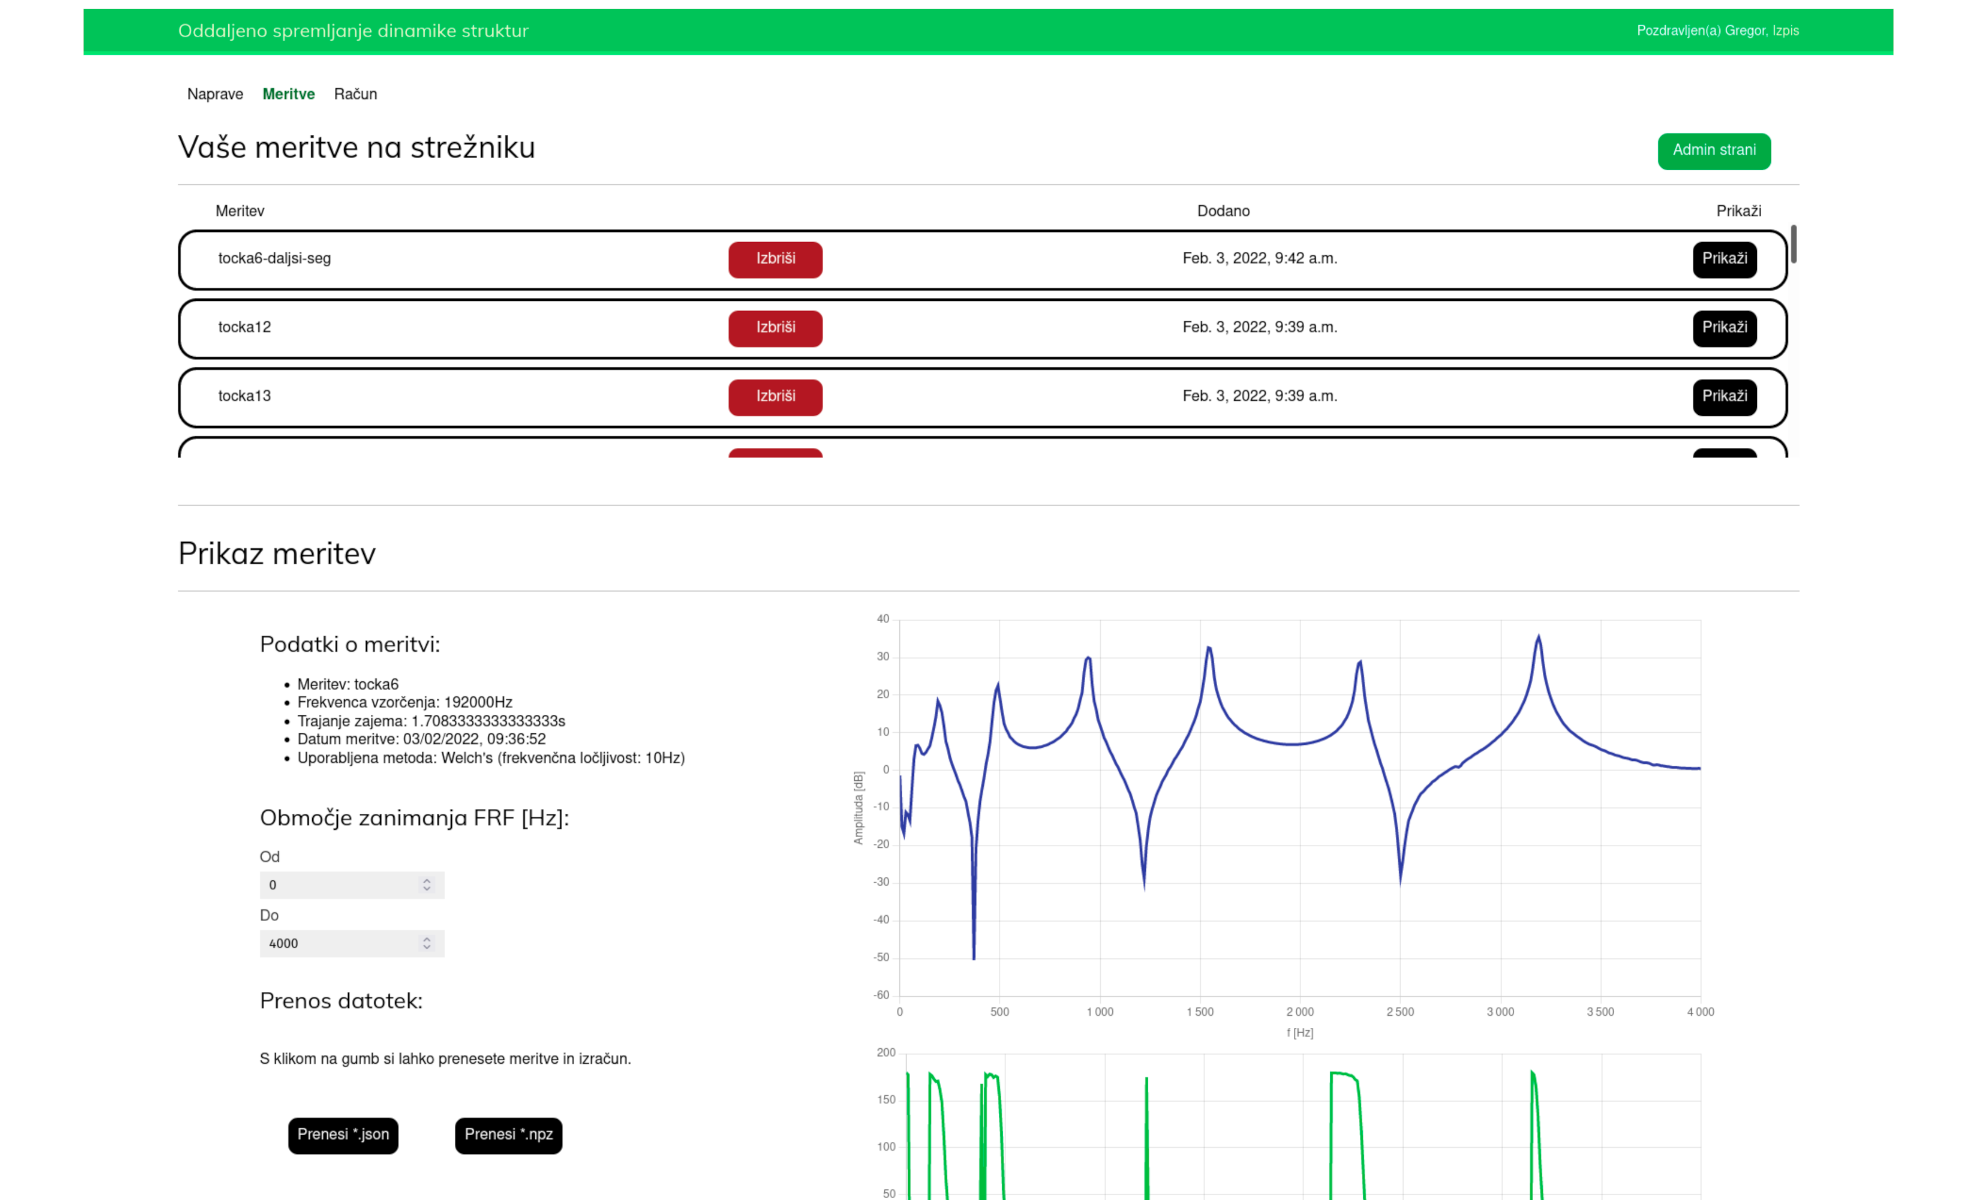 Oddaljeno spremljanje dinamike struktur
Pozdravljen(a) Gregor, Izpis
Naprave Meritve Račun
Vaše meritve na strežniku
Admin strani
Meritev Dodano Prikaži
tocka6-daljsi-seg Izbriši Feb. 3, 2022, 9:42 a.m. Prikaži
tocka12 Izbriši Feb. 3, 2022, 9:39 a.m. Prikaži
tocka13 Izbriši Feb. 3, 2022, 9:39 a.m. Prikaži
Prikaz meritev
Podatki o meritvi:
Meritev: tocka6
Frekvenca vzorčenja: 192000Hz
Trajanje zajema: 1.7083333333333333s
Datum meritve: 03/02/2022, 09:36:52
Uporabljena metoda: Welch's (frekvenčna ločljivost: 10Hz)
Območje zanimanja FRF [Hz]:
Od
0
Do
4000
Prenos datotek:
S klikom na gumb si lahko prenesete meritve in izračun.
Prenesi *.json Prenesi *.npz
40
30
20
10
0
-10
-20
-30
-40
-50
-60
Amplituda [dB]
0 500 1 000 1 500 2 000 2 500 3 000 3 500 4 000
f [Hz]
200
150
100
50